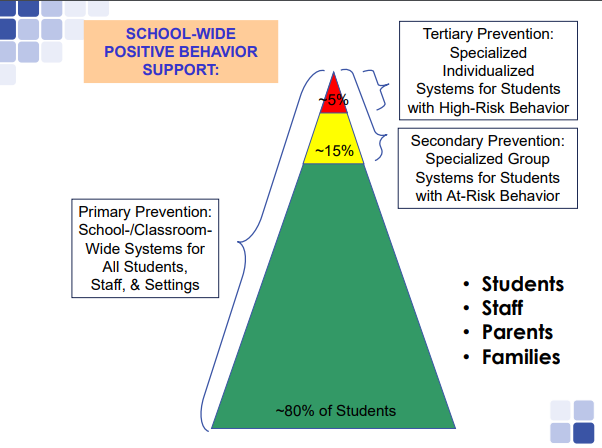 SCHOOL-WIDE
POSITIVE BEHAVIOR
SUPPORT:
Tertiary Prevention:
Specialized
Individualized
Systems for Students
with High-Risk Behavior
~5%
Secondary Prevention:
Specialized Group
Systems for Students
with At-Risk Behavior
~15%
Primary Prevention:
School-/Classroom-
Wide Systems for
All Students,
Staff, & Settings
• Students
• Staff
• Parents
• Families
~80% of Students